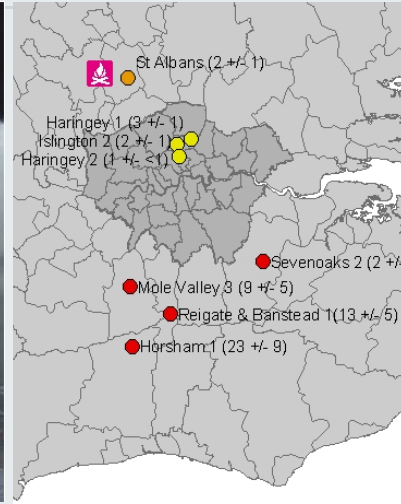 St Albans (2 +/- 1)
Haringey 1 (3 +/- 1)
Islington 2 (2 +/- 1)
Haringey 2 (1 +/- <1)
Sevenoaks 2 (2 +/-
Mole Valley 3 (9 +/- 5)
Reigate & Banstead 1(13 +/- 5)
Horsham 1 (23 +/- 9)